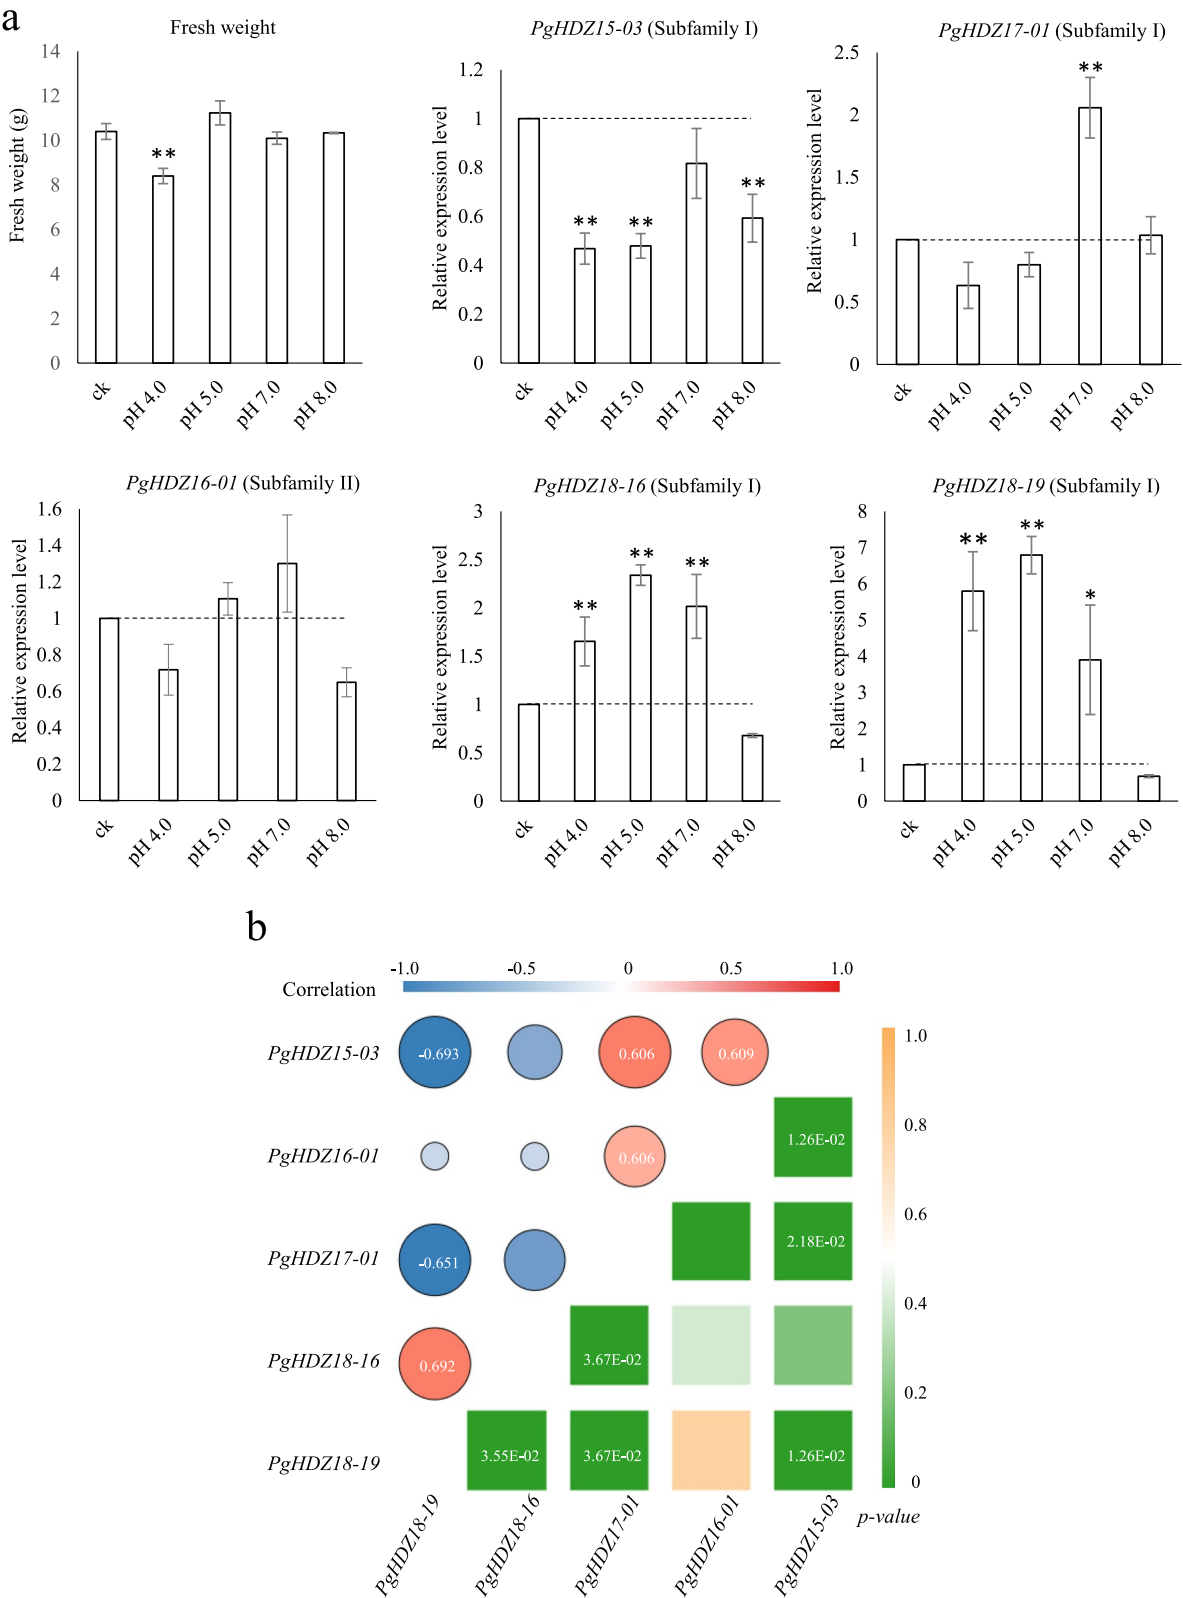 a
Fresh weight
14
12
10
8
6
4
2
0
Fresh weight (g)
**
ck
pH 4.0
pH 5.0
pH 7.0
pH 8.0
PgHDZ15-03 (Subfamily I)
1.2
1
0.8
0.6
0.4
0.2
0
Relative expression level
**
**
**
ck
pH 4.0
pH 5.0
pH 7.0
pH 8.0
PgHDZ17-01 (Subfamily I)
2.5
2
1.5
1
0.5
0
Relative expression level
**
ck
pH 4.0
pH 5.0
pH 7.0
pH 8.0
PgHDZ16-01 (Subfamily II)
1.6
1.4
1.2
1
0.8
0.6
0.4
0.2
0
Relative expression level
ck
pH 4.0
pH 5.0
pH 7.0
pH 8.0
PgHDZ18-16 (Subfamily I)
3
2.5
2
1.5
1
0.5
0
Relative expression level
**
**
**
ck
pH 4.0
pH 5.0
pH 7.0
pH 8.0
PgHDZ18-19 (Subfamily I)
8
7
6
5
4
3
2
1
0
Relative expression level
**
**
*
ck
pH 4.0
pH 5.0
pH 7.0
pH 8.0
b
Correlation
-1.0 -0.5 0 0.5 1.0
PgHDZ15-03 -0.693 0.606 0.609
PgHDZ16-01 0.606 1.26E-02
PgHDZ17-01 -0.651 2.18E-02
PgHDZ18-16 0.692 3.67E-02
PgHDZ18-19 3.55E-02 3.67E-02 1.26E-02
PgHDZ18-19
PgHDZ18-16
PgHDZ17-01
PgHDZ16-01
PgHDZ15-03
1.0
0.8
0.6
0.4
0.2
0
p-value